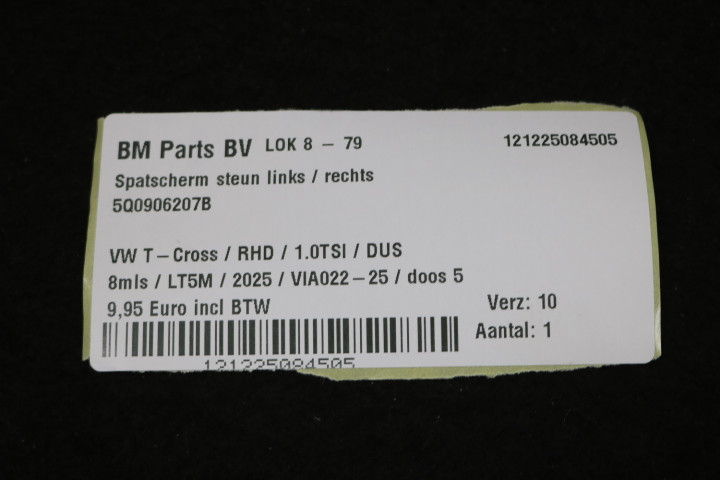 BM Parts BV LOK 8 - 79 121225084505
Spatscherm steun links / rechts
5Q0906207B
VW T-Cross / RHD / 1.0TSI / DUS
8mls / LT5M / 2025 / VIA022-25 / doos 5
9,95 Euro incl BTW Verz: 10
Aantal: 1
121225084505